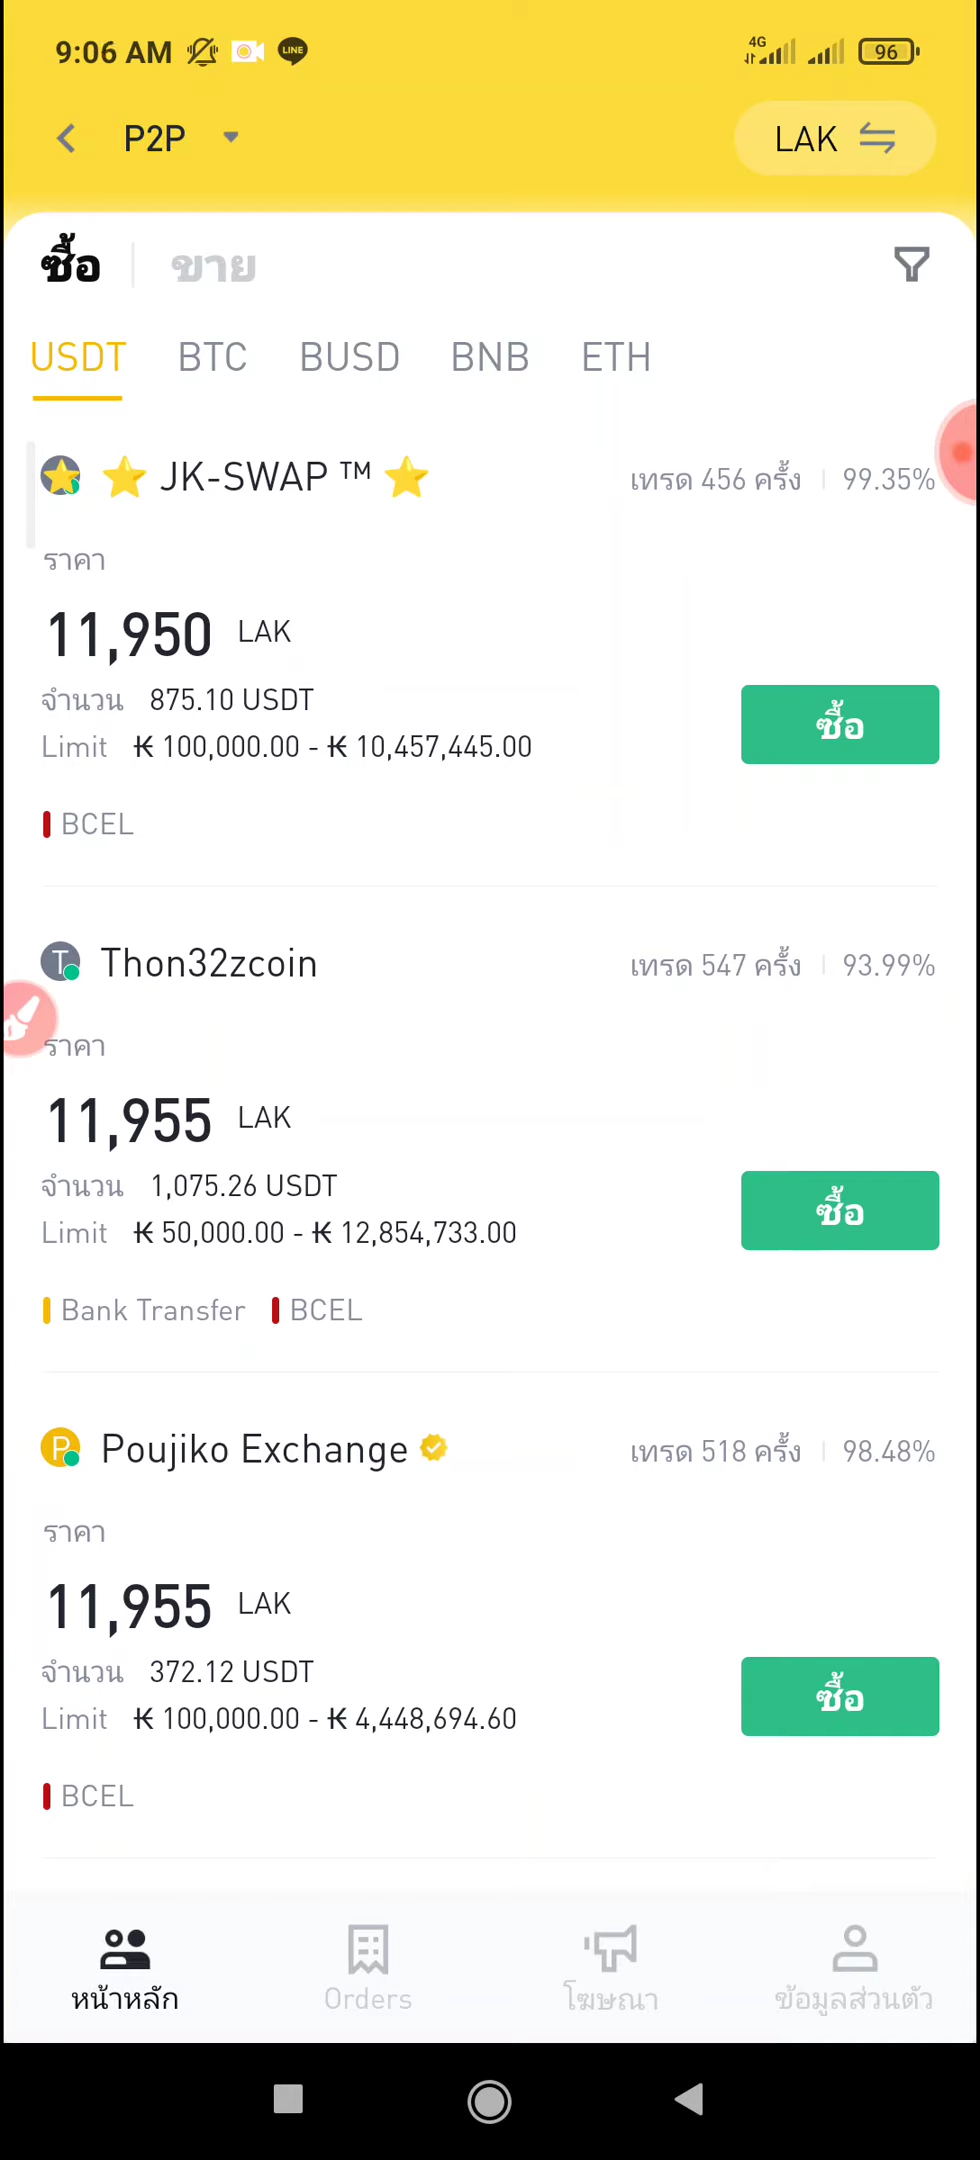 9:06 AM LINE 4G 96
P2P LAK
ซื้อ ขาย
USDT BTC BUSD BNB ETH
⭐ JK-SWAP ™ ⭐ เทรด 456 ครั้ง 99.35%
ราคา
11,950 LAK
จำนวน 875.10 USDT
ซื้อ
Limit ₭ 100,000.00 - ₭ 10,457,445.00
BCEL
T Thon32zcoin เทรด 547 ครั้ง 93.99%
ราคา
11,955 LAK
จำนวน 1,075.26 USDT
ซื้อ
Limit ₭ 50,000.00 - ₭ 12,854,733.00
Bank Transfer BCEL
P Poujiko Exchange เทรด 518 ครั้ง 98.48%
ราคา
11,955 LAK
จำนวน 372.12 USDT
ซื้อ
Limit ₭ 100,000.00 - ₭ 4,448,694.60
BCEL
หน้าหลัก Orders โฆษณา ข้อมูลส่วนตัว